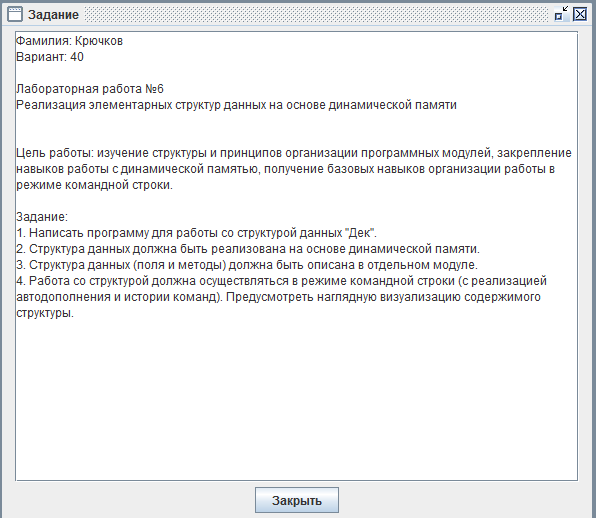 Задание
Фамилия: Крючков
Вариант: 40
Лабораторная работа №6
Реализация элементарных структур данных на основе динамической памяти
Цель работы: изучение структуры и принципов организации программных модулей, закрепление
навыков работы с динамической памятью, получение базовых навыков организации работы в
режиме командной строки.
Задание:
1. Написать программу для работы со структурой данных "Дек".
2. Структура данных должна быть реализована на основе динамической памяти.
3. Структура данных (поля и методы) должна быть описана в отдельном модуле.
4. Работа со структурой должна осуществляться в режиме командной строки (с реализацией
автодополнения и истории команд). Предусмотреть наглядную визуализацию содержимого
структуры.
Закрыть